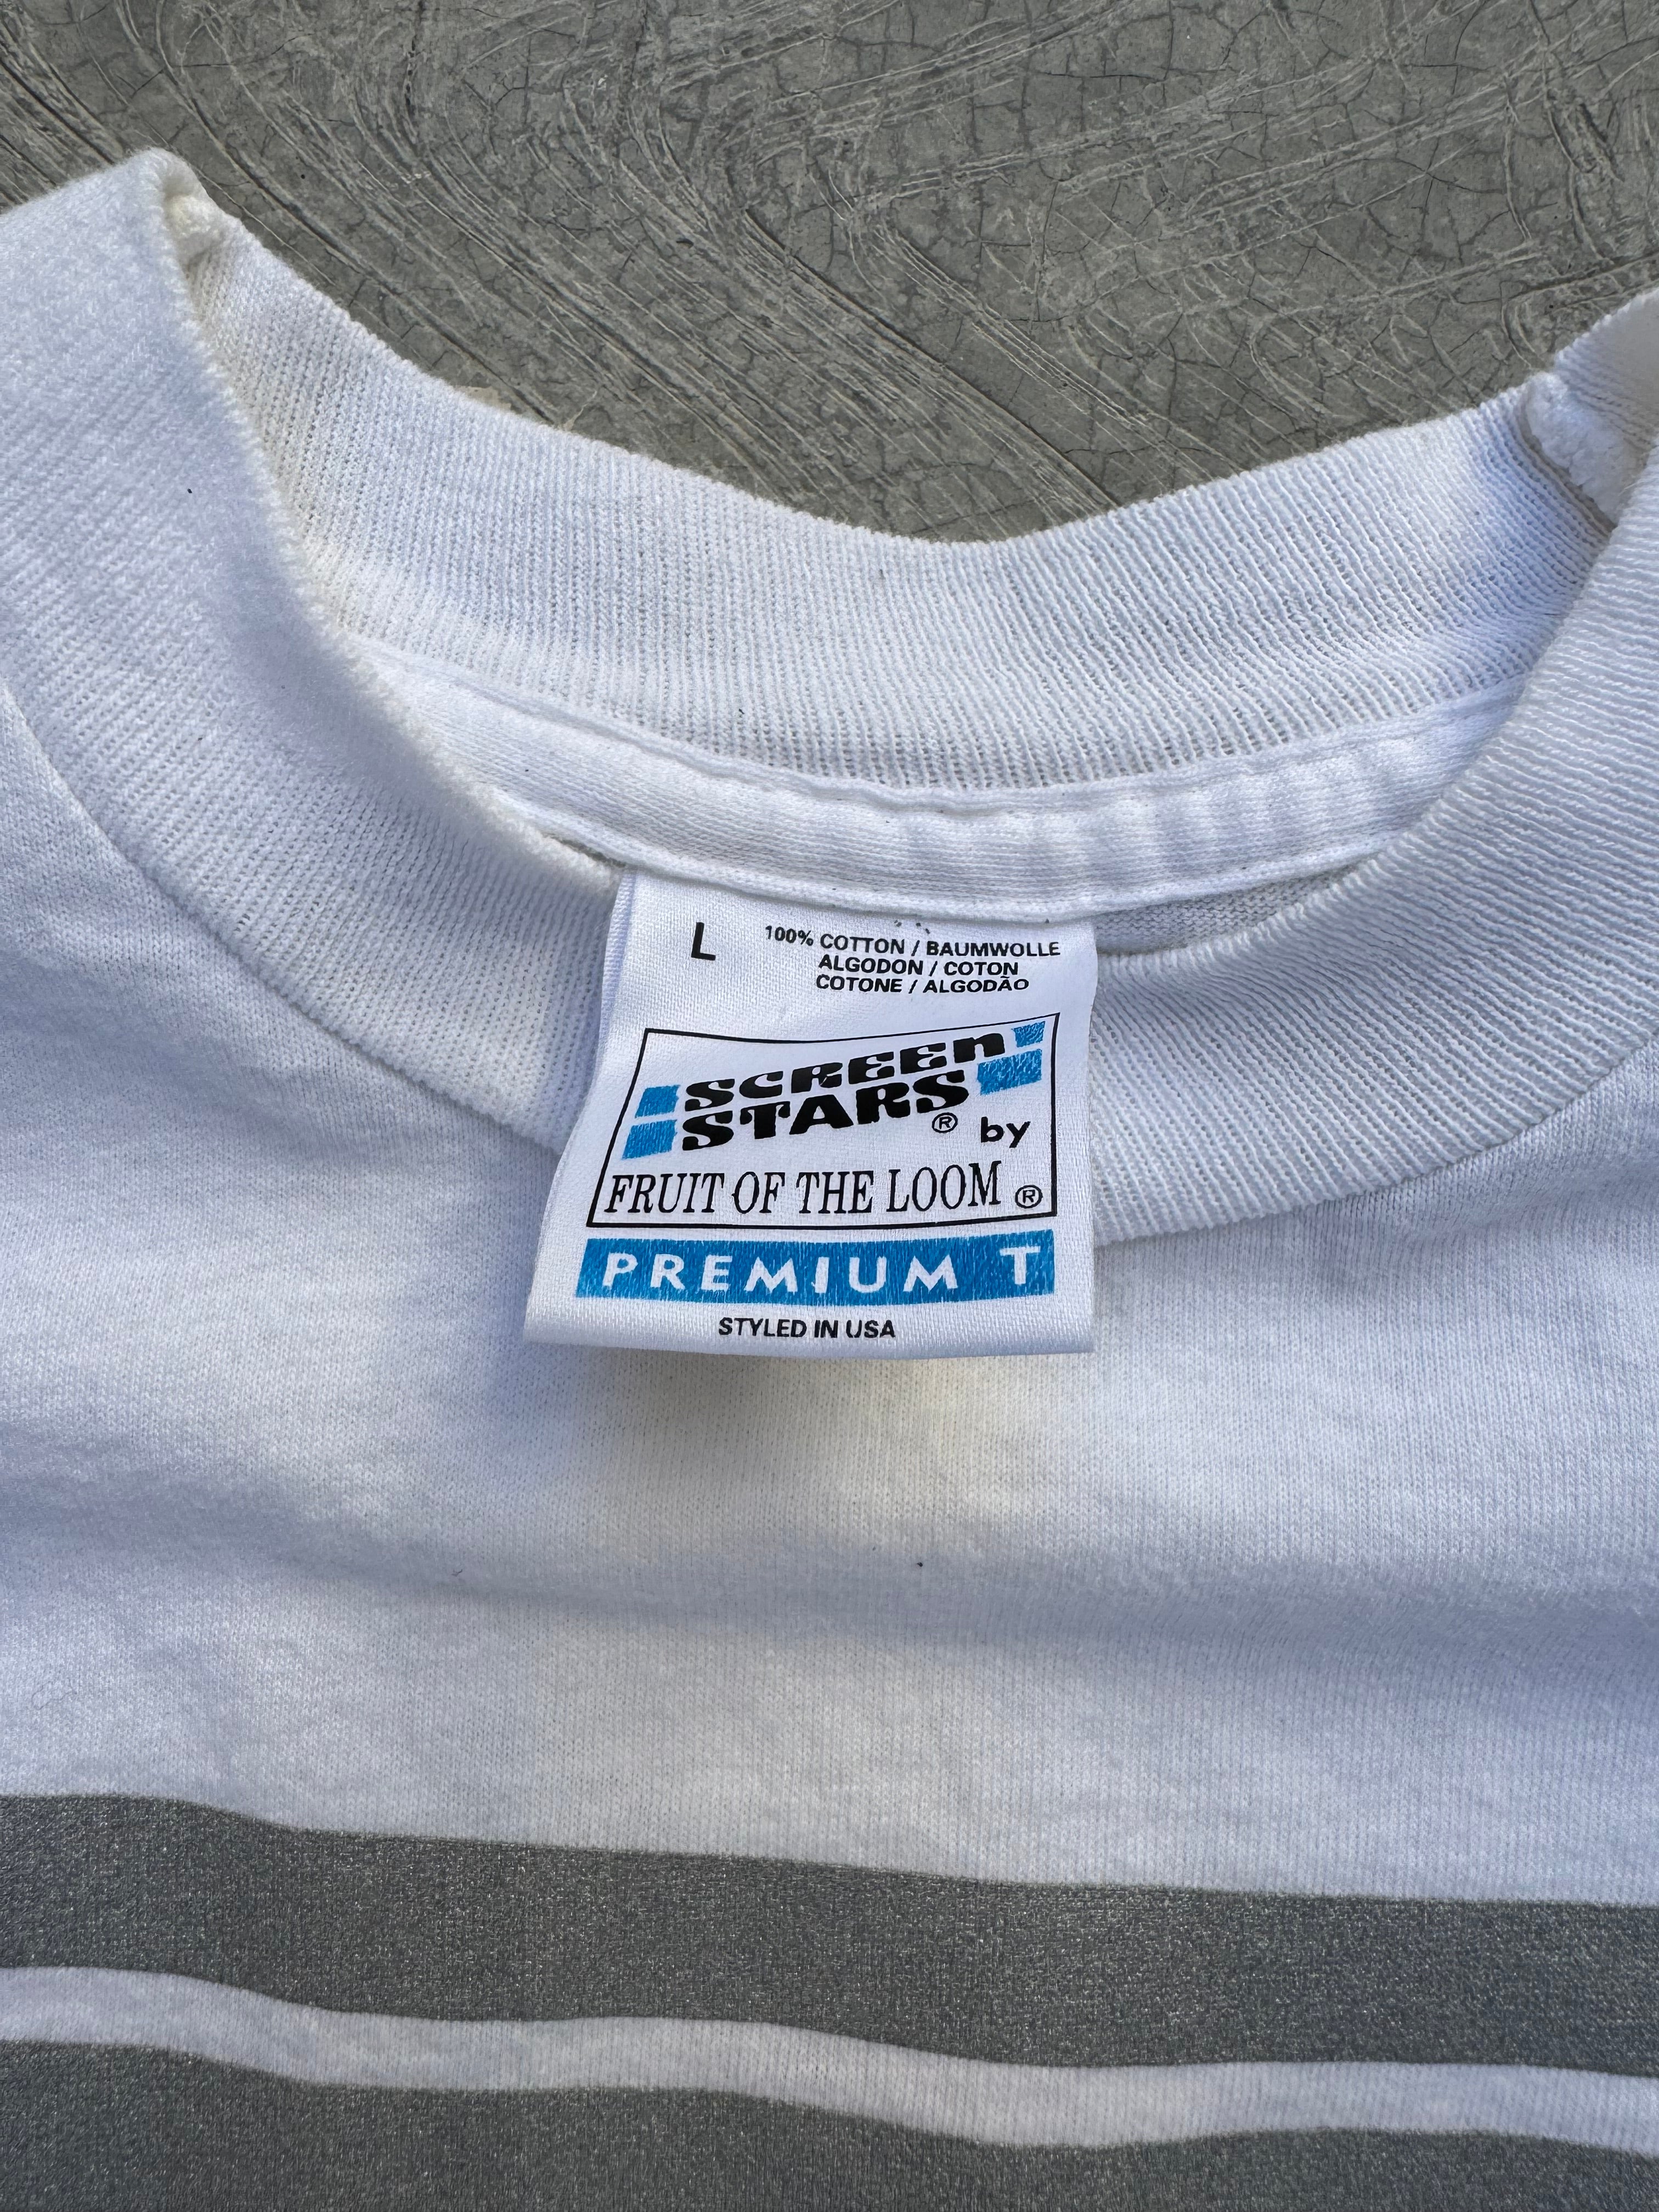 L
100% COTTON / BAUMWOLLE
ALGODON / COTON
COTONE / ALGODÃO
SCREEN
STARS® by
FRUIT OF THE LOOM ®
PREMIUM T
STYLED IN USA